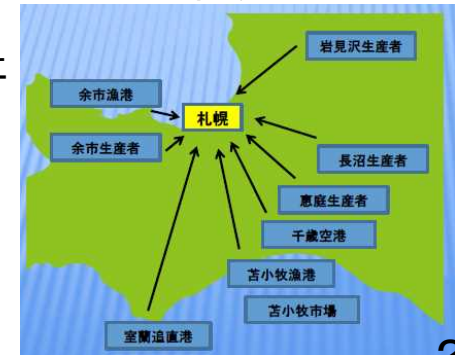 岩見沢生産者
余市漁港
札幌
余市生産者
長沼生産者
恵庭生産者
千歳空港
苫小牧漁港
苫小牧市場
室蘭追直港